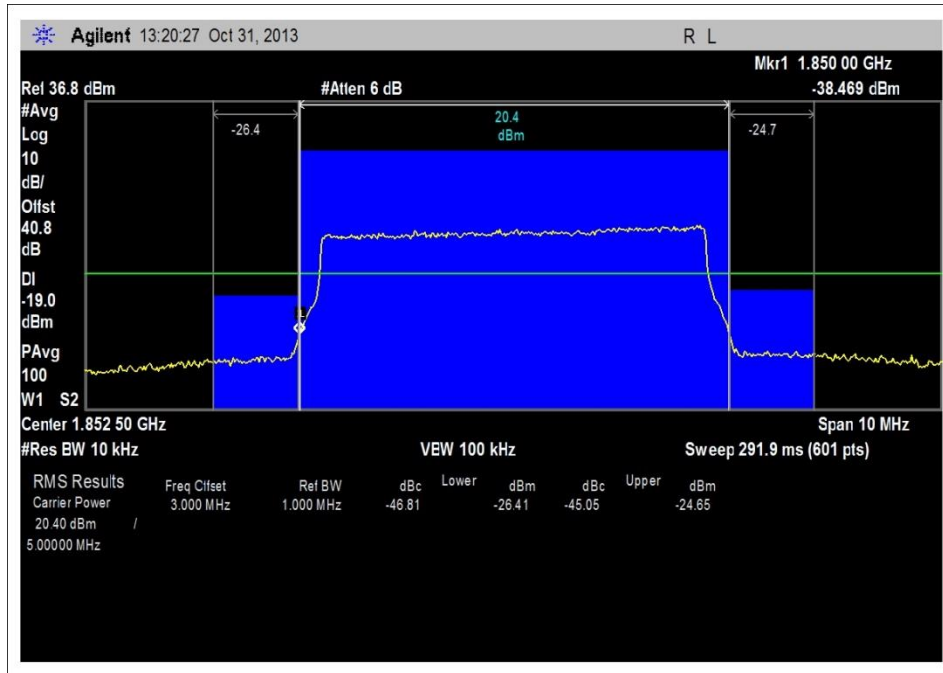 Agilent 13:20:27 Oct 31, 2013 R L
Mkr1 1.850 00 GHz
Ref 36.8 dBm #Atten 6 dB -38.469 dBm
#Avg
Log
10
dB/
Offst
40.8
dB
DI
-19.0
dBm
PAvg
100
W1 S2
-26.4
20.4
dBm
-24.7
1
Center 1.852 50 GHz Span 10 MHz
#Res BW 10 kHz VBW 100 kHz Sweep 291.9 ms (601 pts)
RMS Results Freq Offset Ref BW dBc Lower dBm dBc Upper dBm
Carrier Power 3.000 MHz 1.000 MHz -46.81 -26.41 -45.05 -24.65
20.40 dBm /
5.00000 MHz